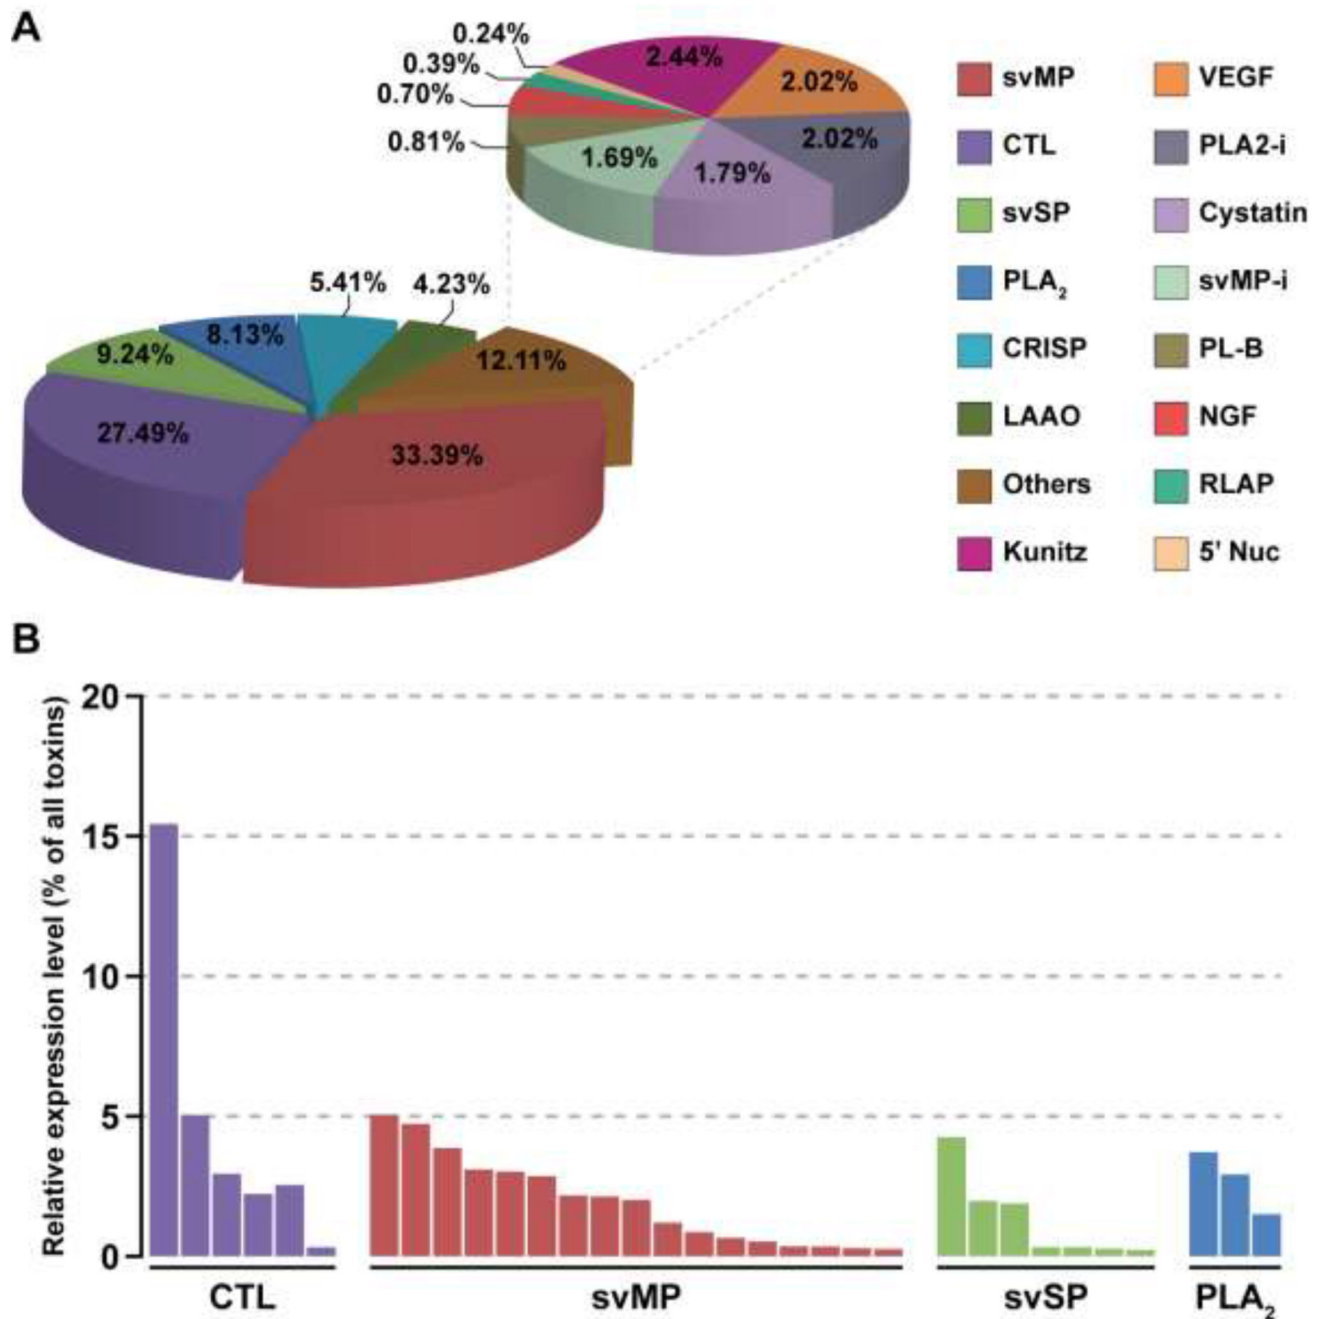 A
0.24%
0.39%
0.70%
0.81%
2.44%
2.02%
2.02%
1.79%
1.69%
5.41%
4.23%
9.24%
8.13%
12.11%
27.49%
33.39%
svMP
CTL
svSP
PLA₂
CRISP
LAAO
Others
Kunitz
VEGF
PLA2-i
Cystatin
svMP-i
PL-B
NGF
RLAP
5' Nuc
B
Relative expression level (% of all toxins)
20
15
10
5
0
CTL
svMP
svSP
PLA₂